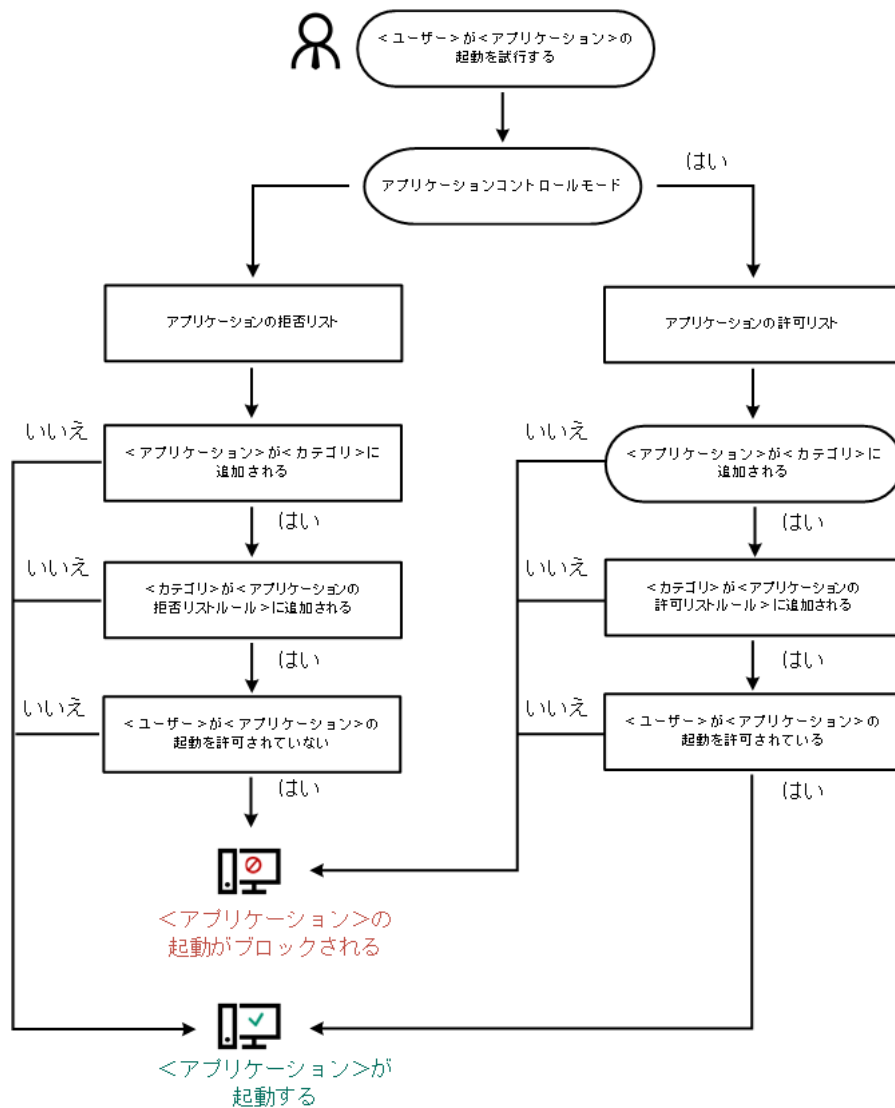 <ユーザー>が<アプリケーション>の
起動を試行する
はい
アプリケーションコントロールモード
アプリケーションの拒否リスト
アプリケーションの許可リスト
いいえ
<アプリケーション>が<カテゴリ>に
追加される
はい
いいえ
<カテゴリ>が<アプリケーションの
拒否リストルール>に追加される
はい
いいえ
<ユーザー>が<アプリケーション>の
起動を許可されていない
はい
いいえ
<アプリケーション>が<カテゴリ>に
追加される
はい
いいえ
<カテゴリ>が<アプリケーションの
許可リストルール>に追加される
はい
いいえ
<ユーザー>が<アプリケーション>の
起動を許可されている
はい
<アプリケーション>の
起動がブロックされる
<アプリケーション>が
起動する